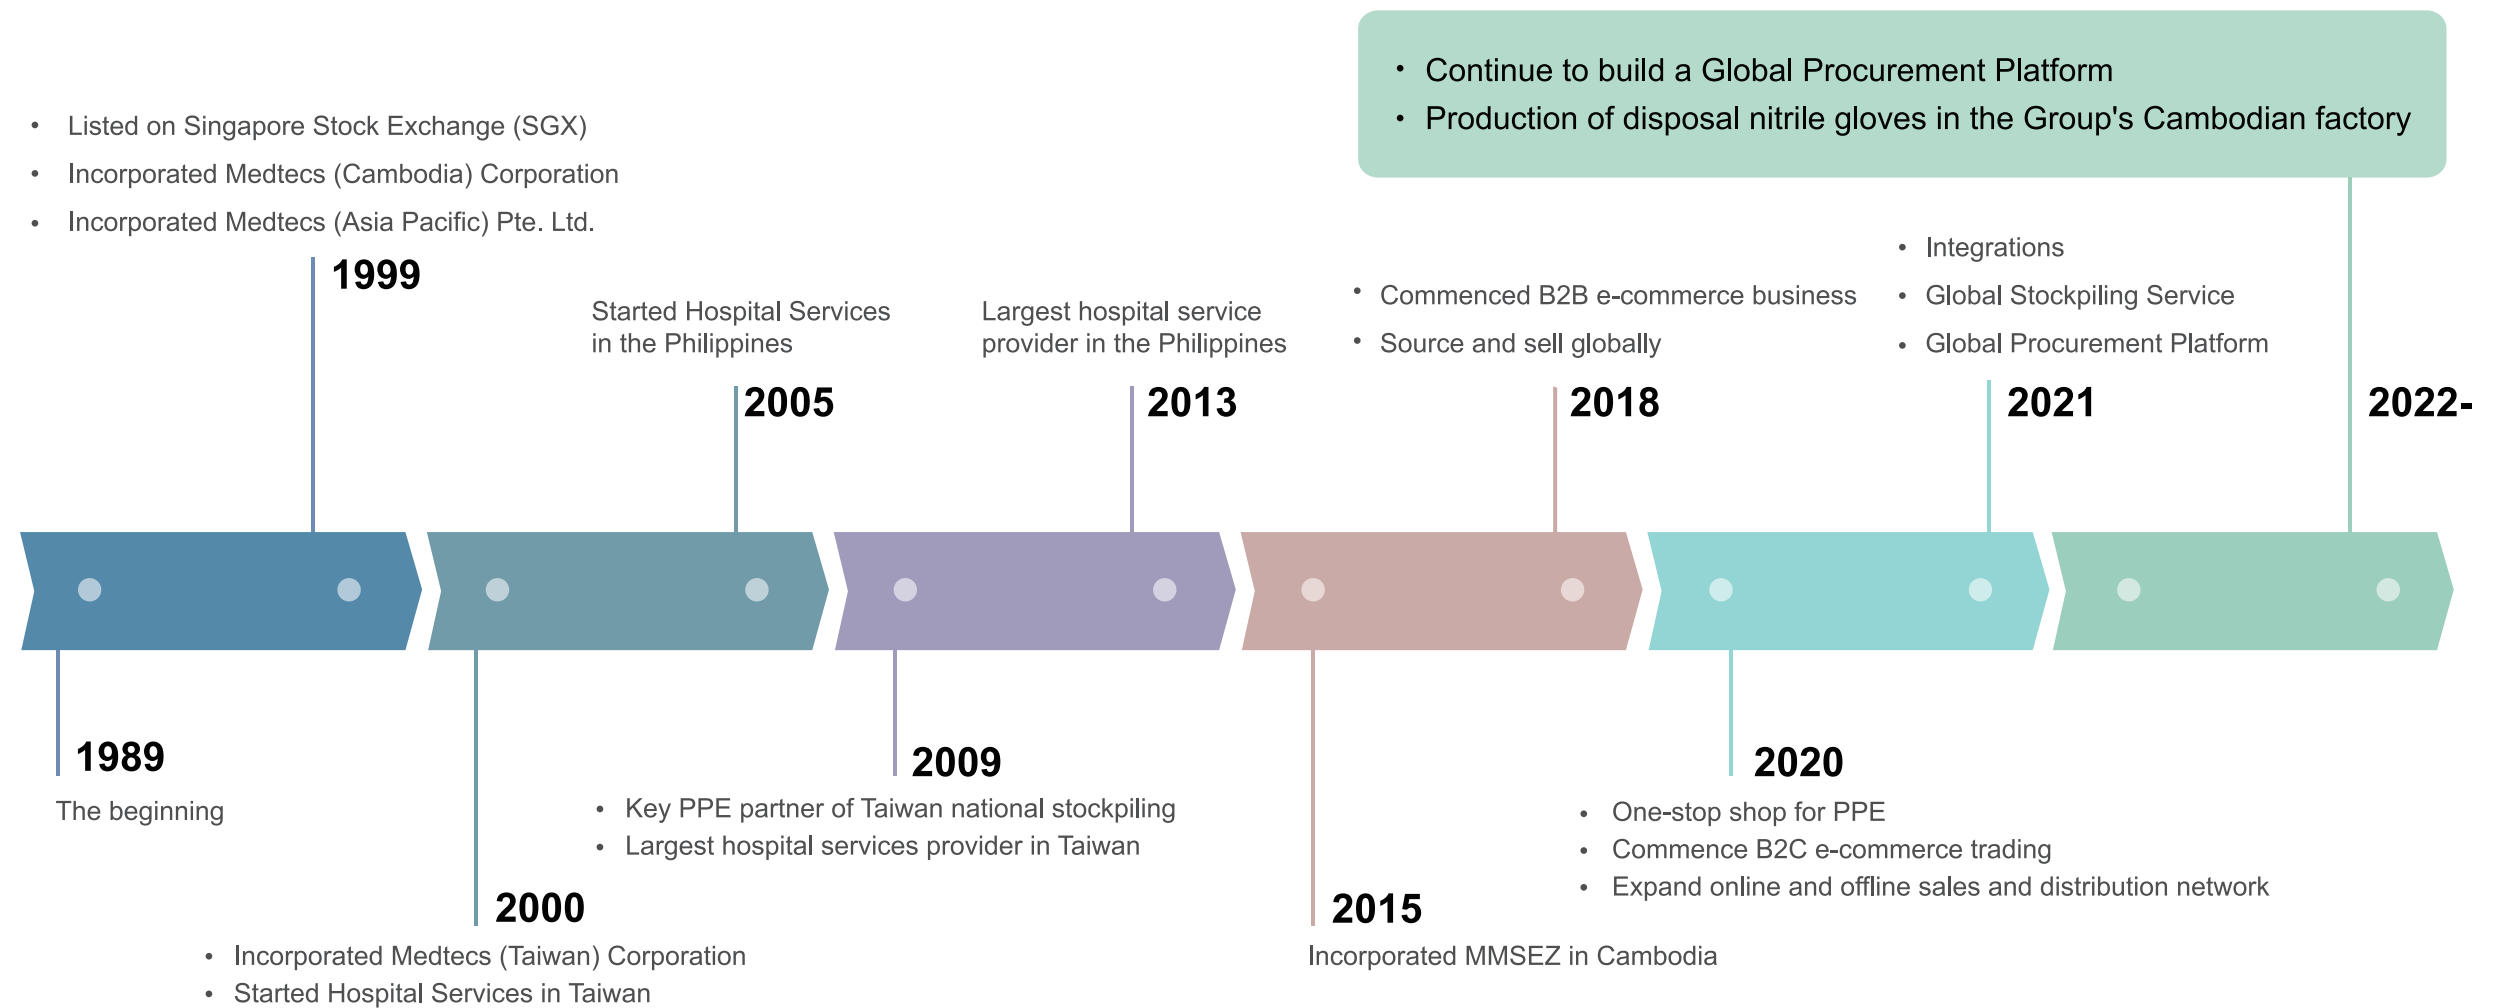 • Continue to build a Global Procurement Platform
• Production of disposal nitrile gloves in the Group's Cambodian factory
• Listed on Singapore Stock Exchange (SGX)
• Incorporated Medtecs (Cambodia) Corporation
• Incorporated Medtecs (Asia Pacific) Pte. Ltd.
1999
Started Hospital Services
in the Philippines
2005
Largest hospital service
provider in the Philippines
2013
• Commenced B2B e-commerce business
• Source and sell globally
2018
• Integrations
• Global Stockpiling Service
• Global Procurement Platform
2021
2022-
1989
The beginning
2000
• Incorporated Medtecs (Taiwan) Corporation
• Started Hospital Services in Taiwan
2009
• Key PPE partner of Taiwan national stockpiling
• Largest hospital services provider in Taiwan
2015
Incorporated MMSEZ in Cambodia
2020
• One-stop shop for PPE
• Commence B2C e-commerce trading
• Expand online and offline sales and distribution network